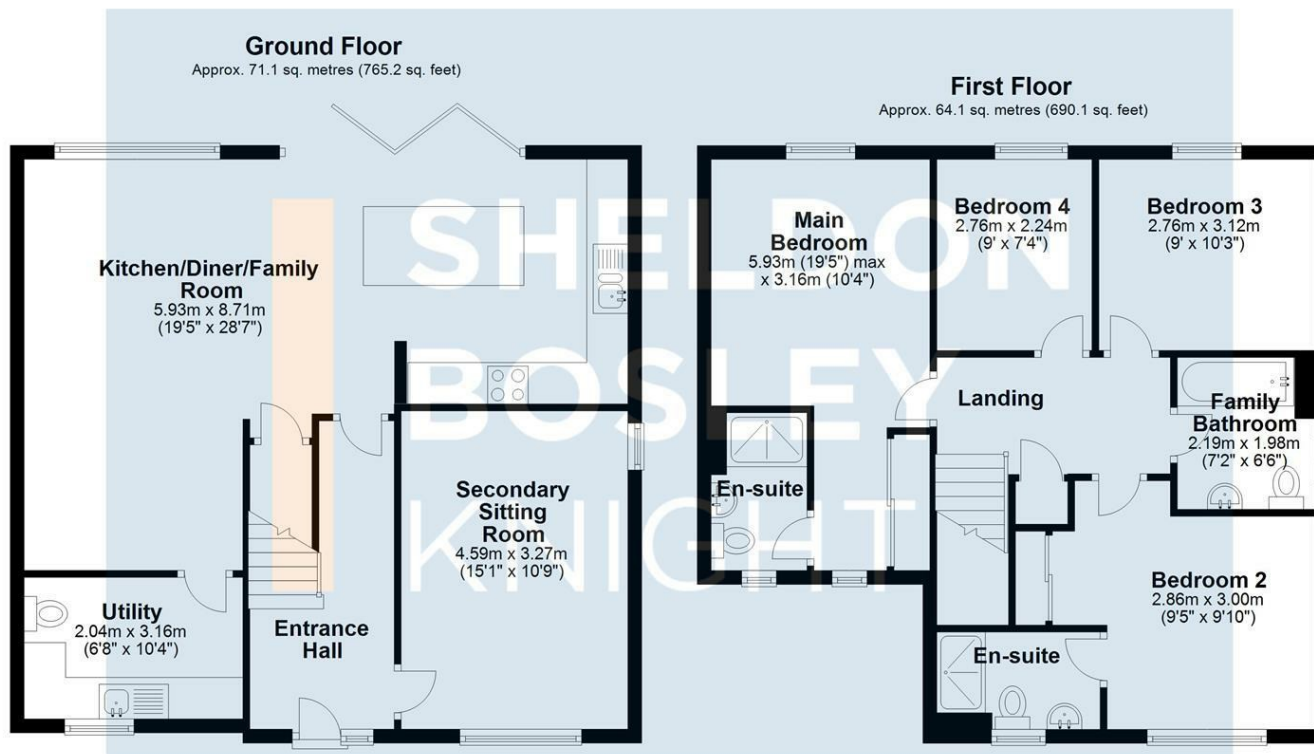 Ground Floor
Approx. 71.1 sq. metres (765.2 sq. feet)
Kitchen/Diner/Family
Room
5.93m x 8.71m
(19'5" x 28'7")
Utility
2.04m x 3.16m
(6'8" x 10'4")
Entrance
Hall
Secondary
Sitting
Room
4.59m x 3.27m
(15'1" x 10'9")
First Floor
Approx. 64.1 sq. metres (690.1 sq. feet)
Main
Bedroom
5.93m (19'5") max
x 3.16m (10'4")
Bedroom 4
2.76m x 2.24m
(9' x 7'4")
Bedroom 3
2.76m x 3.12m
(9' x 10'3")
Landing
Family
Bathroom
2.19m x 1.98m
(7'2" x 6'6")
En-suite
Bedroom 2
2.86m x 3.00m
(9'5" x 9'10")
En-suite
SHELDON
BOSLEY
KNIGHT